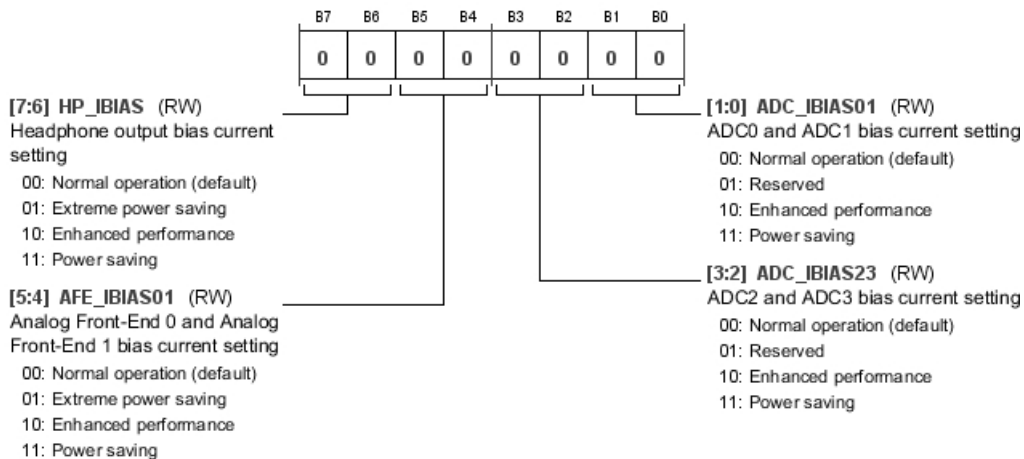 B7 B6 B5 B4 B3 B2 B1 B0
0 0 0 0 0 0 0 0
[7:6] HP_IBIAS (RW)
Headphone output bias current
setting
00: Normal operation (default)
01: Extreme power saving
10: Enhanced performance
11: Power saving
[5:4] AFE_IBIAS01 (RW)
Analog Front-End 0 and Analog
Front-End 1 bias current setting
00: Normal operation (default)
01: Extreme power saving
10: Enhanced performance
11: Power saving
[1:0] ADC_IBIAS01 (RW)
ADC0 and ADC1 bias current setting
00: Normal operation (default)
01: Reserved
10: Enhanced performance
11: Power saving
[3:2] ADC_IBIAS23 (RW)
ADC2 and ADC3 bias current setting
00: Normal operation (default)
01: Reserved
10: Enhanced performance
11: Power saving